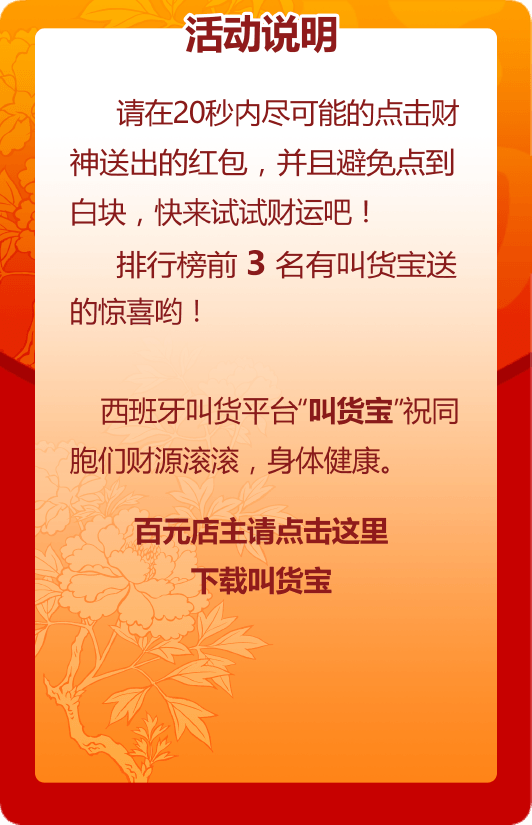 活动说明
请在20秒内尽可能的点击财
神送出的红包，并且避免点到
白块，快来试试财运吧！
排行榜前 3 名有叫货宝送
的惊喜哟！
西班牙叫货平台“叫货宝”祝同
胞们财源滚滚，身体健康。
百元店主请点击这里
下载叫货宝